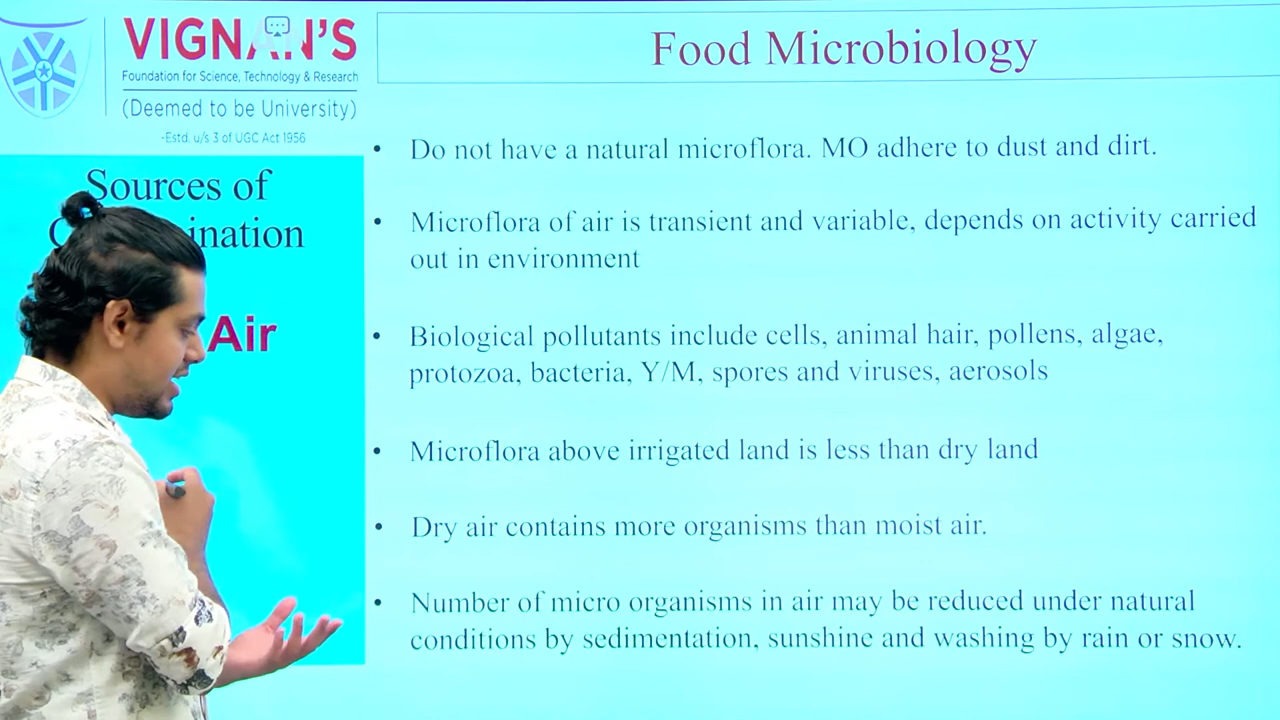 VIGNAN'S
Foundation for Science, Technology & Research
(Deemed to be University)
-Estd. u/s 3 of UGC Act 1956
Food Microbiology
Sources of
Air
• Do not have a natural microflora. MO adhere to dust and dirt.
• Microflora of air is transient and variable, depends on activity carried
out in environment
• Biological pollutants include cells, animal hair, pollens, algae,
protozoa, bacteria, Y/M, spores and viruses, aerosols
• Microflora above irrigated land is less than dry land
• Dry air contains more organisms than moist air.
• Number of micro organisms in air may be reduced under natural
conditions by sedimentation, sunshine and washing by rain or snow.